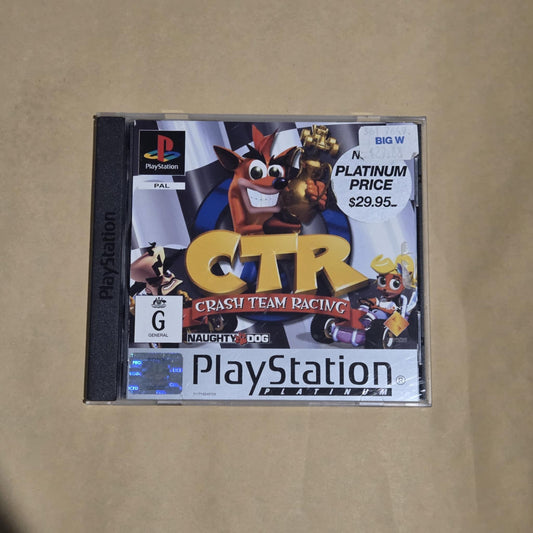 PlayStation
PlayStation
PAL
BIG W
PLATINUM
PRICE
$29.95
CTR
CRASH TEAM RACING
G
GENERAL
NAUGHTY DOG
PlayStation
PLATINUM